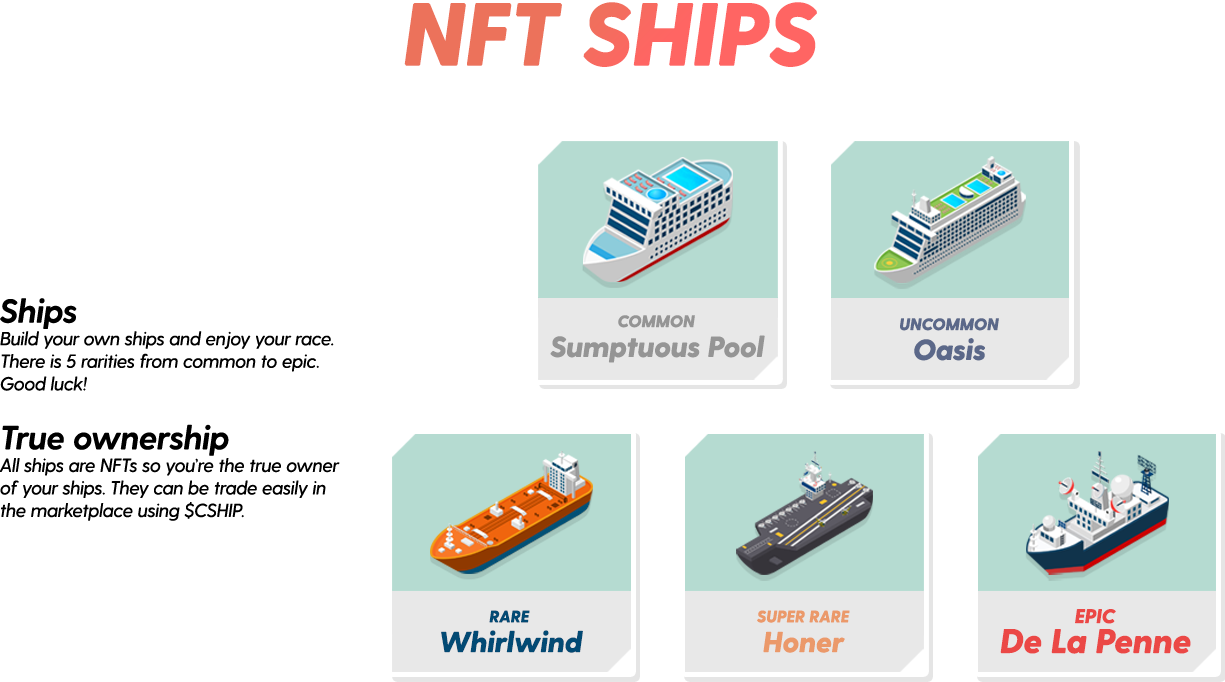 NFT SHIPS
Ships
Build your own ships and enjoy your race.
There is 5 rarities from common to epic.
Good luck!
True ownership
All ships are NFTs so you're the true owner
of your ships. They can be trade easily in
the marketplace using $CSHIP.
COMMON
Sumptuous Pool
UNCOMMON
Oasis
RARE
Whirlwind
SUPER RARE
Honer
EPIC
De La Penne